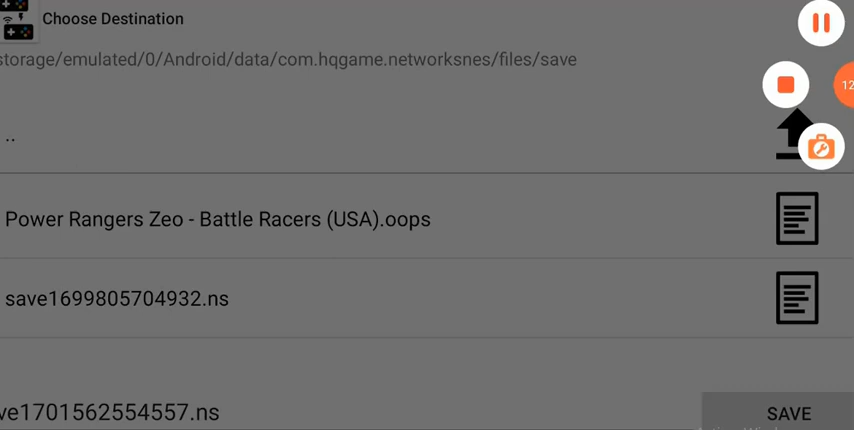 Choose Destination
storage/emulated/0/Android/data/com.hqgame.networksnes/files/save
12
..
Power Rangers Zeo - Battle Racers (USA).oops
save1699805704932.ns
ve1701562554557.ns
SAVE